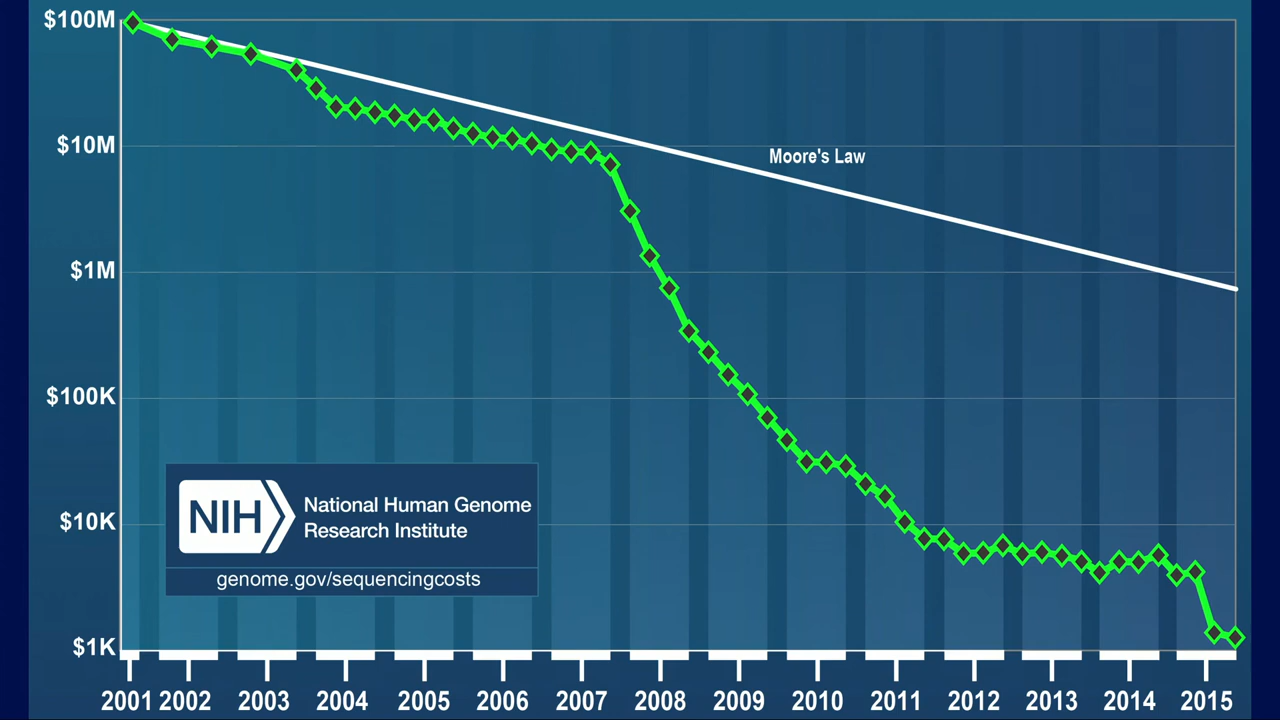 $100M
$10M
Moore's Law
$1M
$100K
$10K
NIH National Human Genome
Research Institute
genome.gov/sequencingcosts
$1K
2001 2002 2003 2004 2005 2006 2007 2008 2009 2010 2011 2012 2013 2014 2015